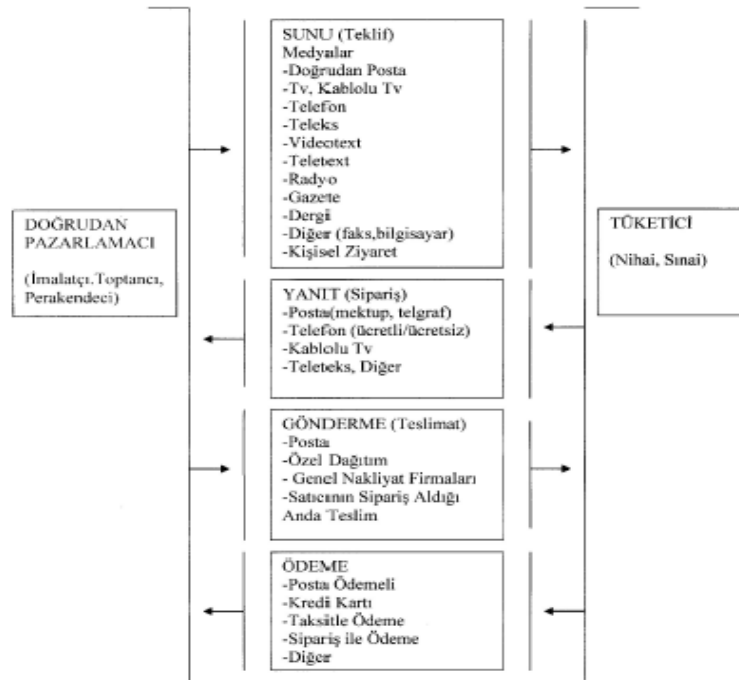 SUNU (Teklif)
Medyalar
-Doğrudan Posta
-Tv, Kablolu Tv
-Telefon
-Teleks
-Videotext
-Teletext
-Radyo
-Gazete
-Dergi
-Diğer (faks,bilgisayar)
-Kişisel Ziyaret
DOĞRUDAN
PAZARLAMACI
(İmalatçı.Toptancı,
Perakendeci)
TÜKETİCİ
(Nihai, Sınai)
YANIT (Sipariş)
-Posta(mektup, telgraf)
-Telefon (ücretli/ücretsiz)
-Kablolu Tv
-Teleteks, Diğer
GÖNDERME (Teslimat)
-Posta
-Özel Dağıtım
- Genel Nakliyat Firmaları
-Satıcının Sipariş Aldığı
Anda Teslim
ÖDEME
-Posta Ödemeli
-Kredi Kartı
-Taksitle Ödeme
-Sipariş ile Ödeme
-Diğer